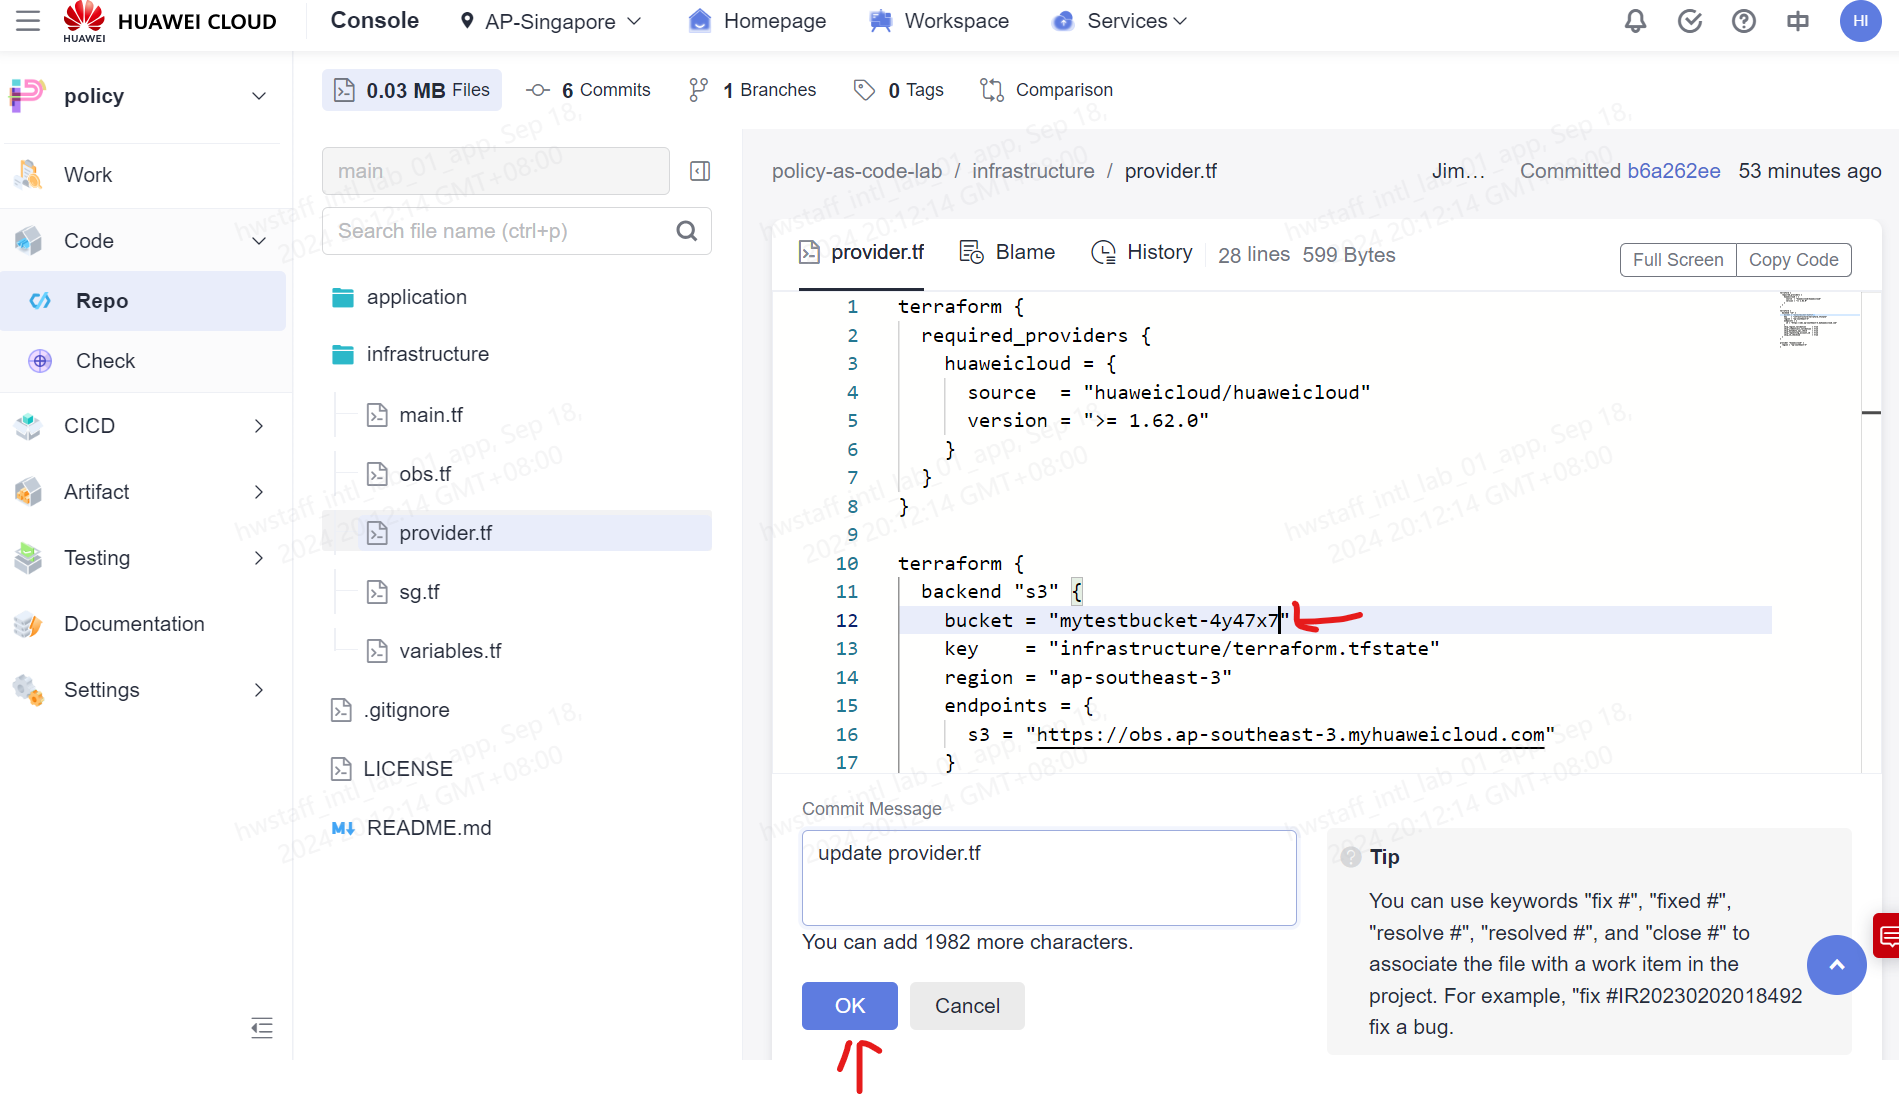 HUAWEI
HUAWEI CLOUD
Console
AP-Singapore
Homepage
Workspace
Services
HI
policy
Work
Code
Repo
Check
CICD
Artifact
Testing
Documentation
Settings
0.03 MB Files
6 Commits
1 Branches
0 Tags
Comparison
main
Search file name (ctrl+p)
application
infrastructure
main.tf
obs.tf
provider.tf
sg.tf
variables.tf
.gitignore
LICENSE
README.md
policy-as-code-lab / infrastructure / provider.tf
Jim... Committed b6a262ee 53 minutes ago
provider.tf
Blame
History
28 lines 599 Bytes
Full Screen
Copy Code
1 terraform {
2 required_providers {
3 huaweicloud = {
4 source = "huaweicloud/huaweicloud"
5 version = ">= 1.62.0"
6 }
7 }
8 }
9
10 terraform {
11 backend "s3" {
12 bucket = "mytestbucket-4y47x7"
13 key = "infrastructure/terraform.tfstate"
14 region = "ap-southeast-3"
15 endpoints = {
16 s3 = "https://obs.ap-southeast-3.myhuaweicloud.com"
17 }
Commit Message
update provider.tf
You can add 1982 more characters.
OK
Cancel
Tip
You can use keywords "fix #", "fixed #",
"resolve #", "resolved #", and "close #" to
associate the file with a work item in the
project. For example, "fix #IR20230202018492
fix a bug.
hwstaff_intl_lab_01_app, Sep 18,
2024 20:12:14 GMT+08:00